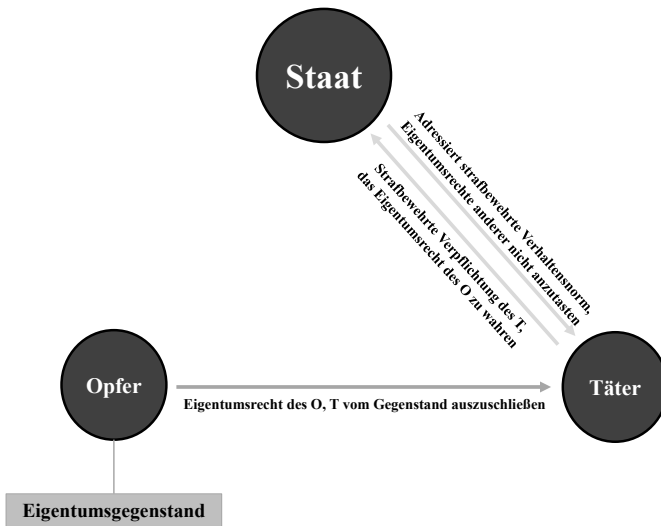 Staat
Adressiert strafbewehrte Verhaltensnorm,
Eigentumsrechte anderer nicht anzutasten
Strafbewehrte Verpflichtung des T,
das Eigentumsrecht des O zu wahren
Opfer
Eigentumsrecht des O, T vom Gegenstand auszuschließen
Täter
Eigentumsgegenstand